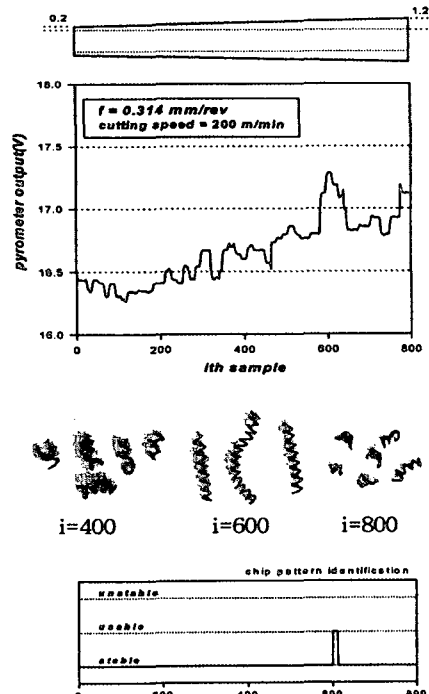 0.2
1.2
18.0
f = 0.314 mm/rev
cutting speed = 200 m/min
17.5
17.0
16.5
16.0
pyrometer output(V)
0
200
400
600
800
ith sample
i=400
i=600
i=800
chip pattern identification
unstable
usable
stable